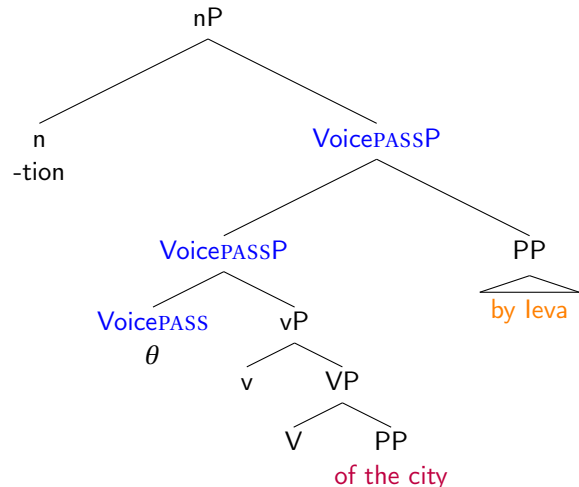 nP
n
-tion
VoicePASSP
VoicePASSP
PP
by Ieva
VoicePASS
θ
vP
v
VP
V
PP
of the city